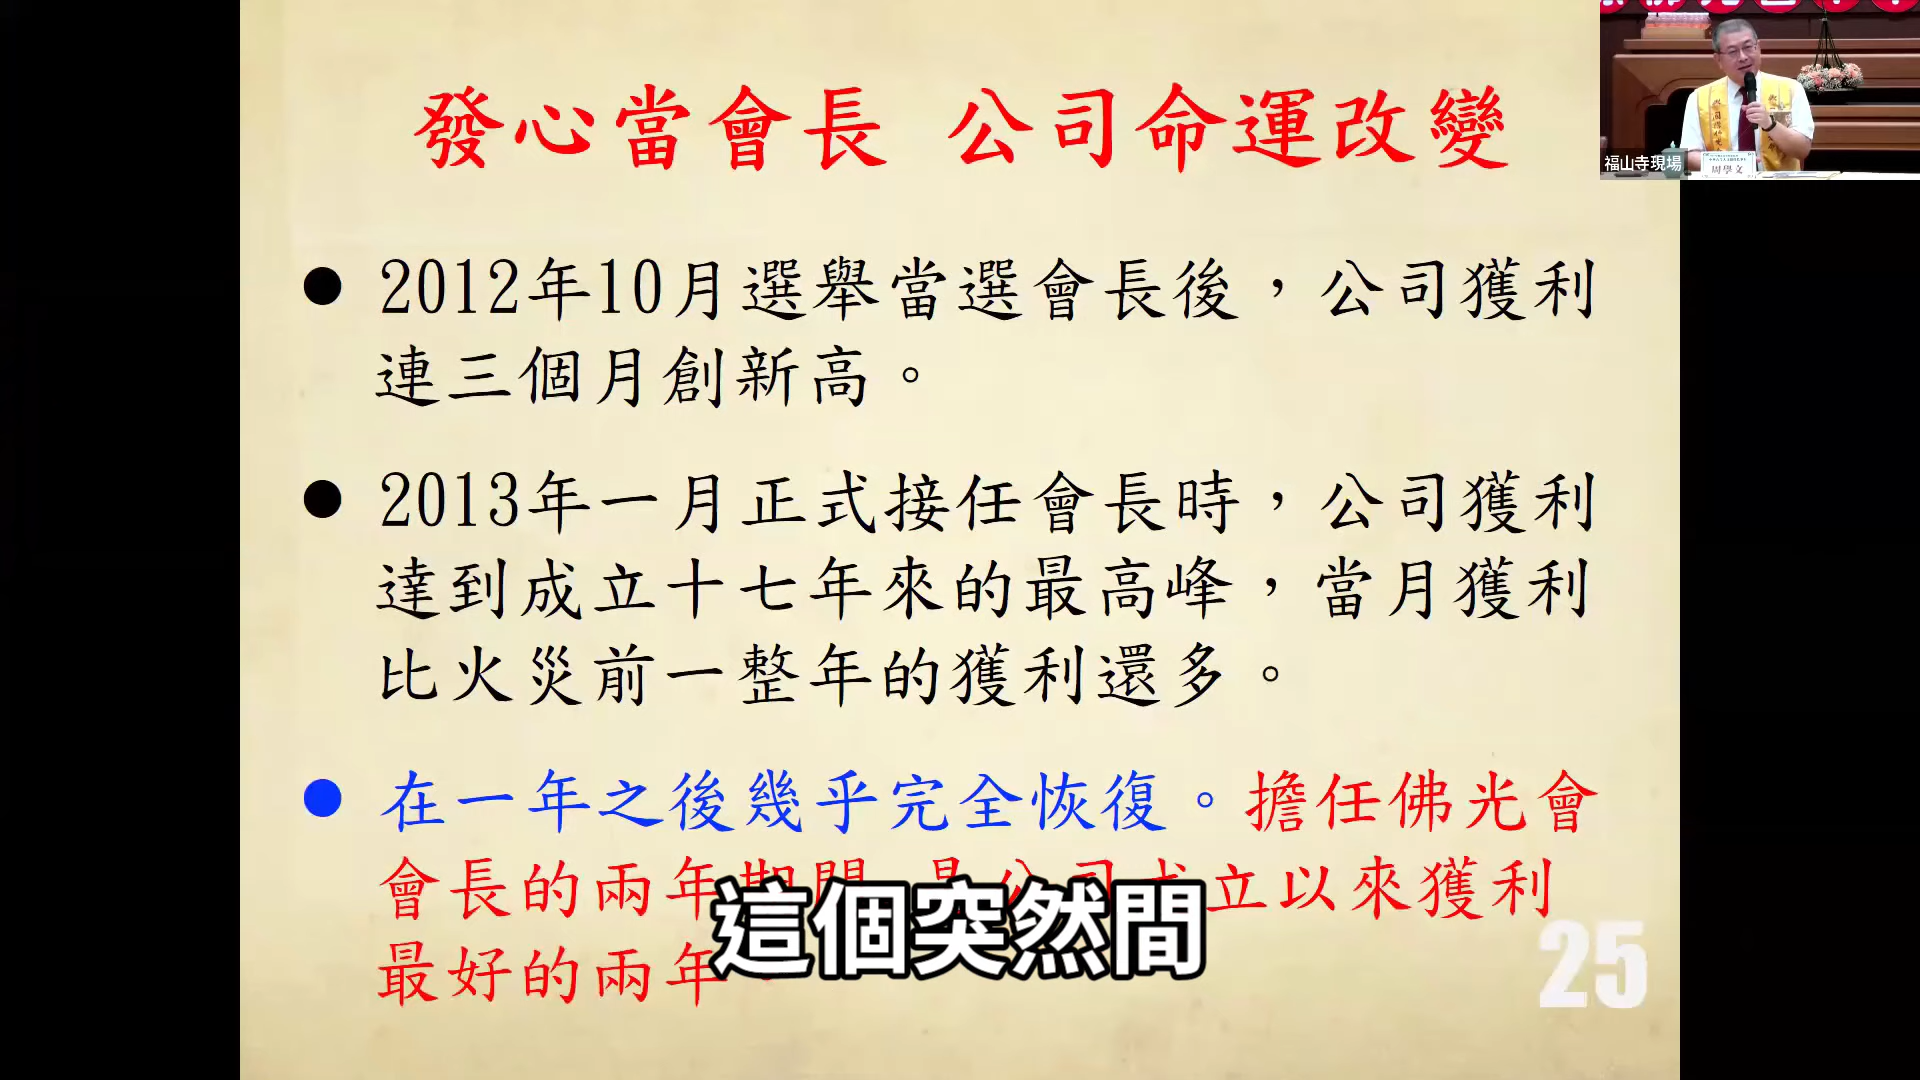 發心當會長 公司命運改變
2012年10月選舉當選會長後，公司獲利
連三個月創新高。
2013年一月正式接任會長時，公司獲利
達到成立十七年來的最高峰，當月獲利
比火災前一整年的獲利還多。
在一年之後幾乎完全恢復。擔任佛光會
會長的兩年期間 是公司成立以來獲利
最好的兩年
這個突然間
25
福山寺現場
周學文